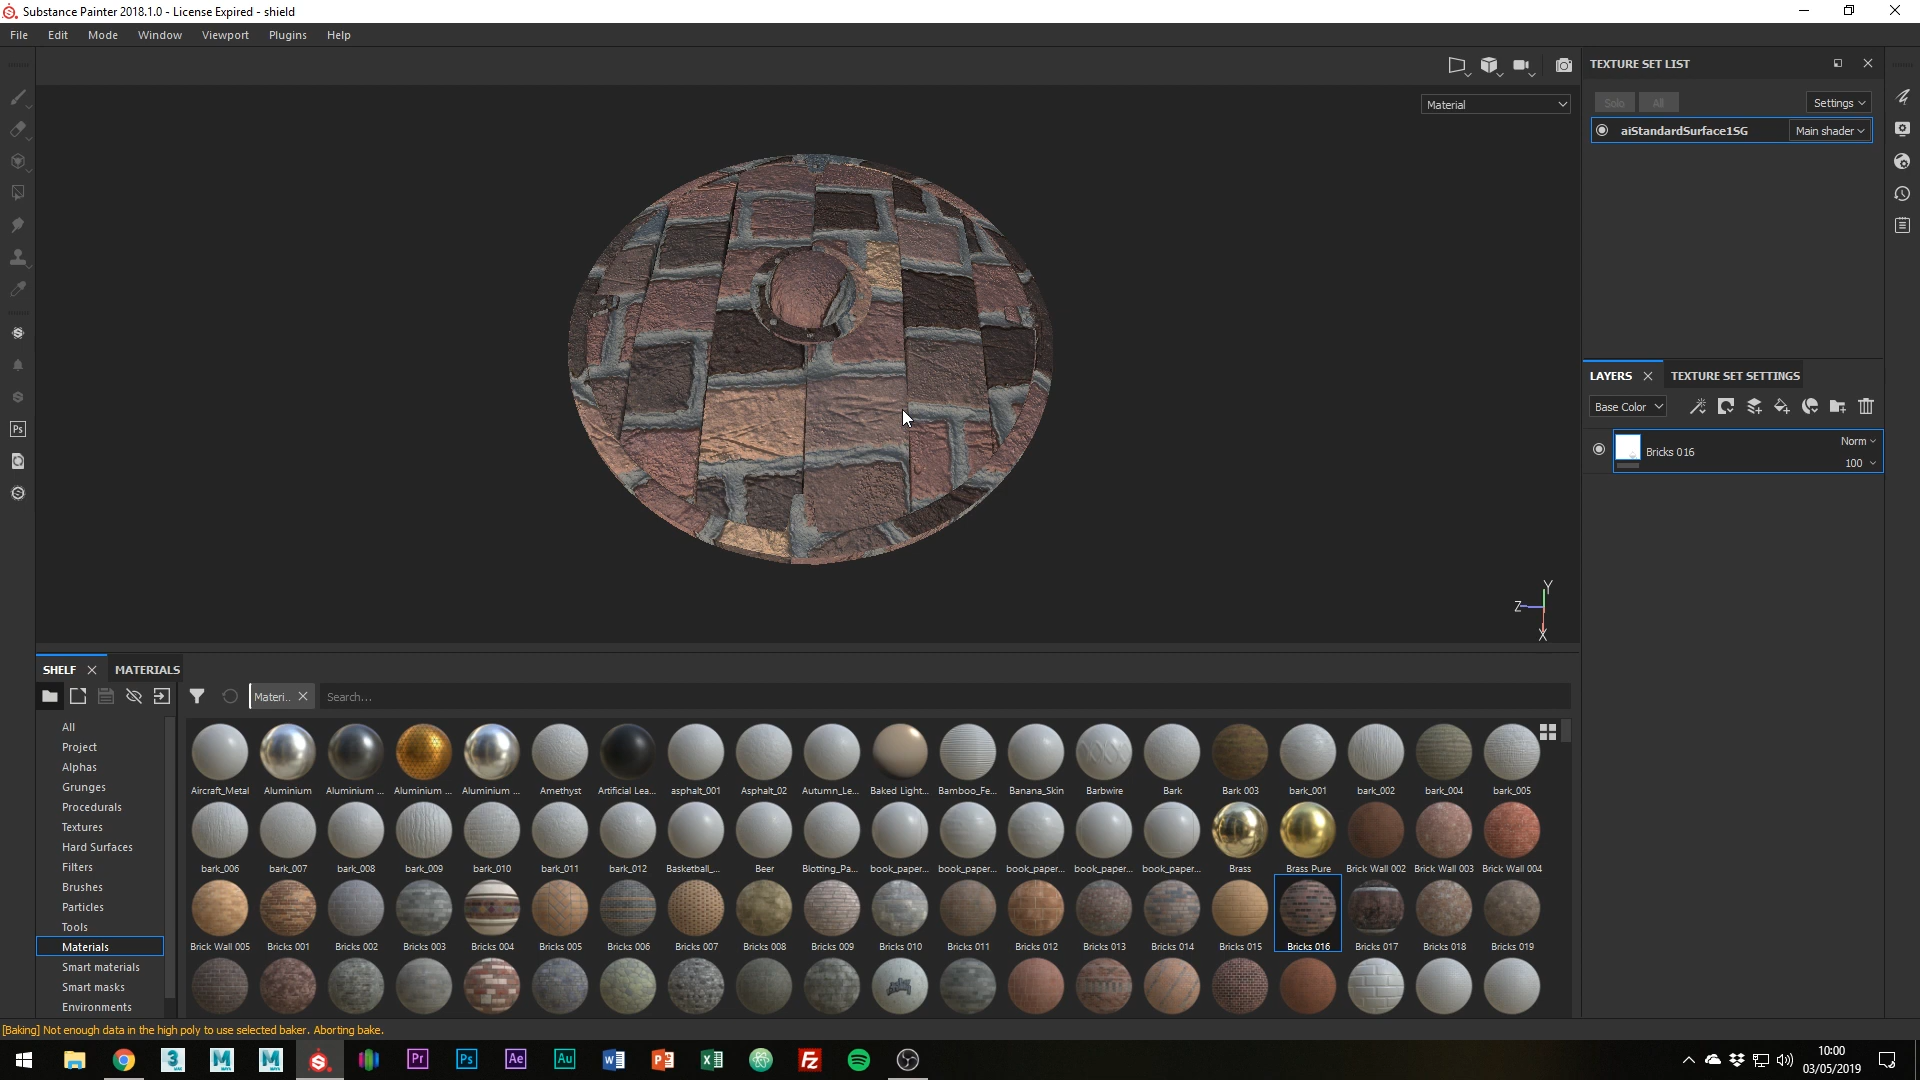 Substance Painter 2018.1.0 - License Expired - shield
File Edit Mode Window Viewport Plugins Help
Material
TEXTURE SET LIST
Solo All Settings
aiStandardSurface1SG Main shader
LAYERS TEXTURE SET SETTINGS
Base Color
Norm
Bricks 016
100
Y
Z
X
SHELF MATERIALS
Materi.. Search...
All
Project
Alphas
Grunges
Procedurals
Textures
Hard Surfaces
Filters
Brushes
Particles
Tools
Materials
Smart materials
Smart masks
Environments
Aircraft_Metal Aluminium Aluminium ... Aluminium ... Aluminium ... Amethyst Artificial Lea... asphalt_001 Asphalt_02 Autumn_Le... Baked Light... Bamboo_Fe... Banana_Skin Barbwire Bark Bark 003 bark_001 bark_002 bark_004 bark_005
bark_006 bark_007 bark_008 bark_009 bark_010 bark_011 bark_012 Basketball_... Beer Blotting_Pa... book_paper... book_paper... book_paper... book_paper... book_paper... Brass Brass Pure Brick Wall 002 Brick Wall 003 Brick Wall 004
Brick Wall 005 Bricks 001 Bricks 002 Bricks 003 Bricks 004 Bricks 005 Bricks 006 Bricks 007 Bricks 008 Bricks 009 Bricks 010 Bricks 011 Bricks 012 Bricks 013 Bricks 014 Bricks 015 Bricks 016 Bricks 017 Bricks 018 Bricks 019
[Baking] Not enough data in the high poly to use selected baker. Aborting bake.
Pr Ps Ae Au
10:00
03/05/2019